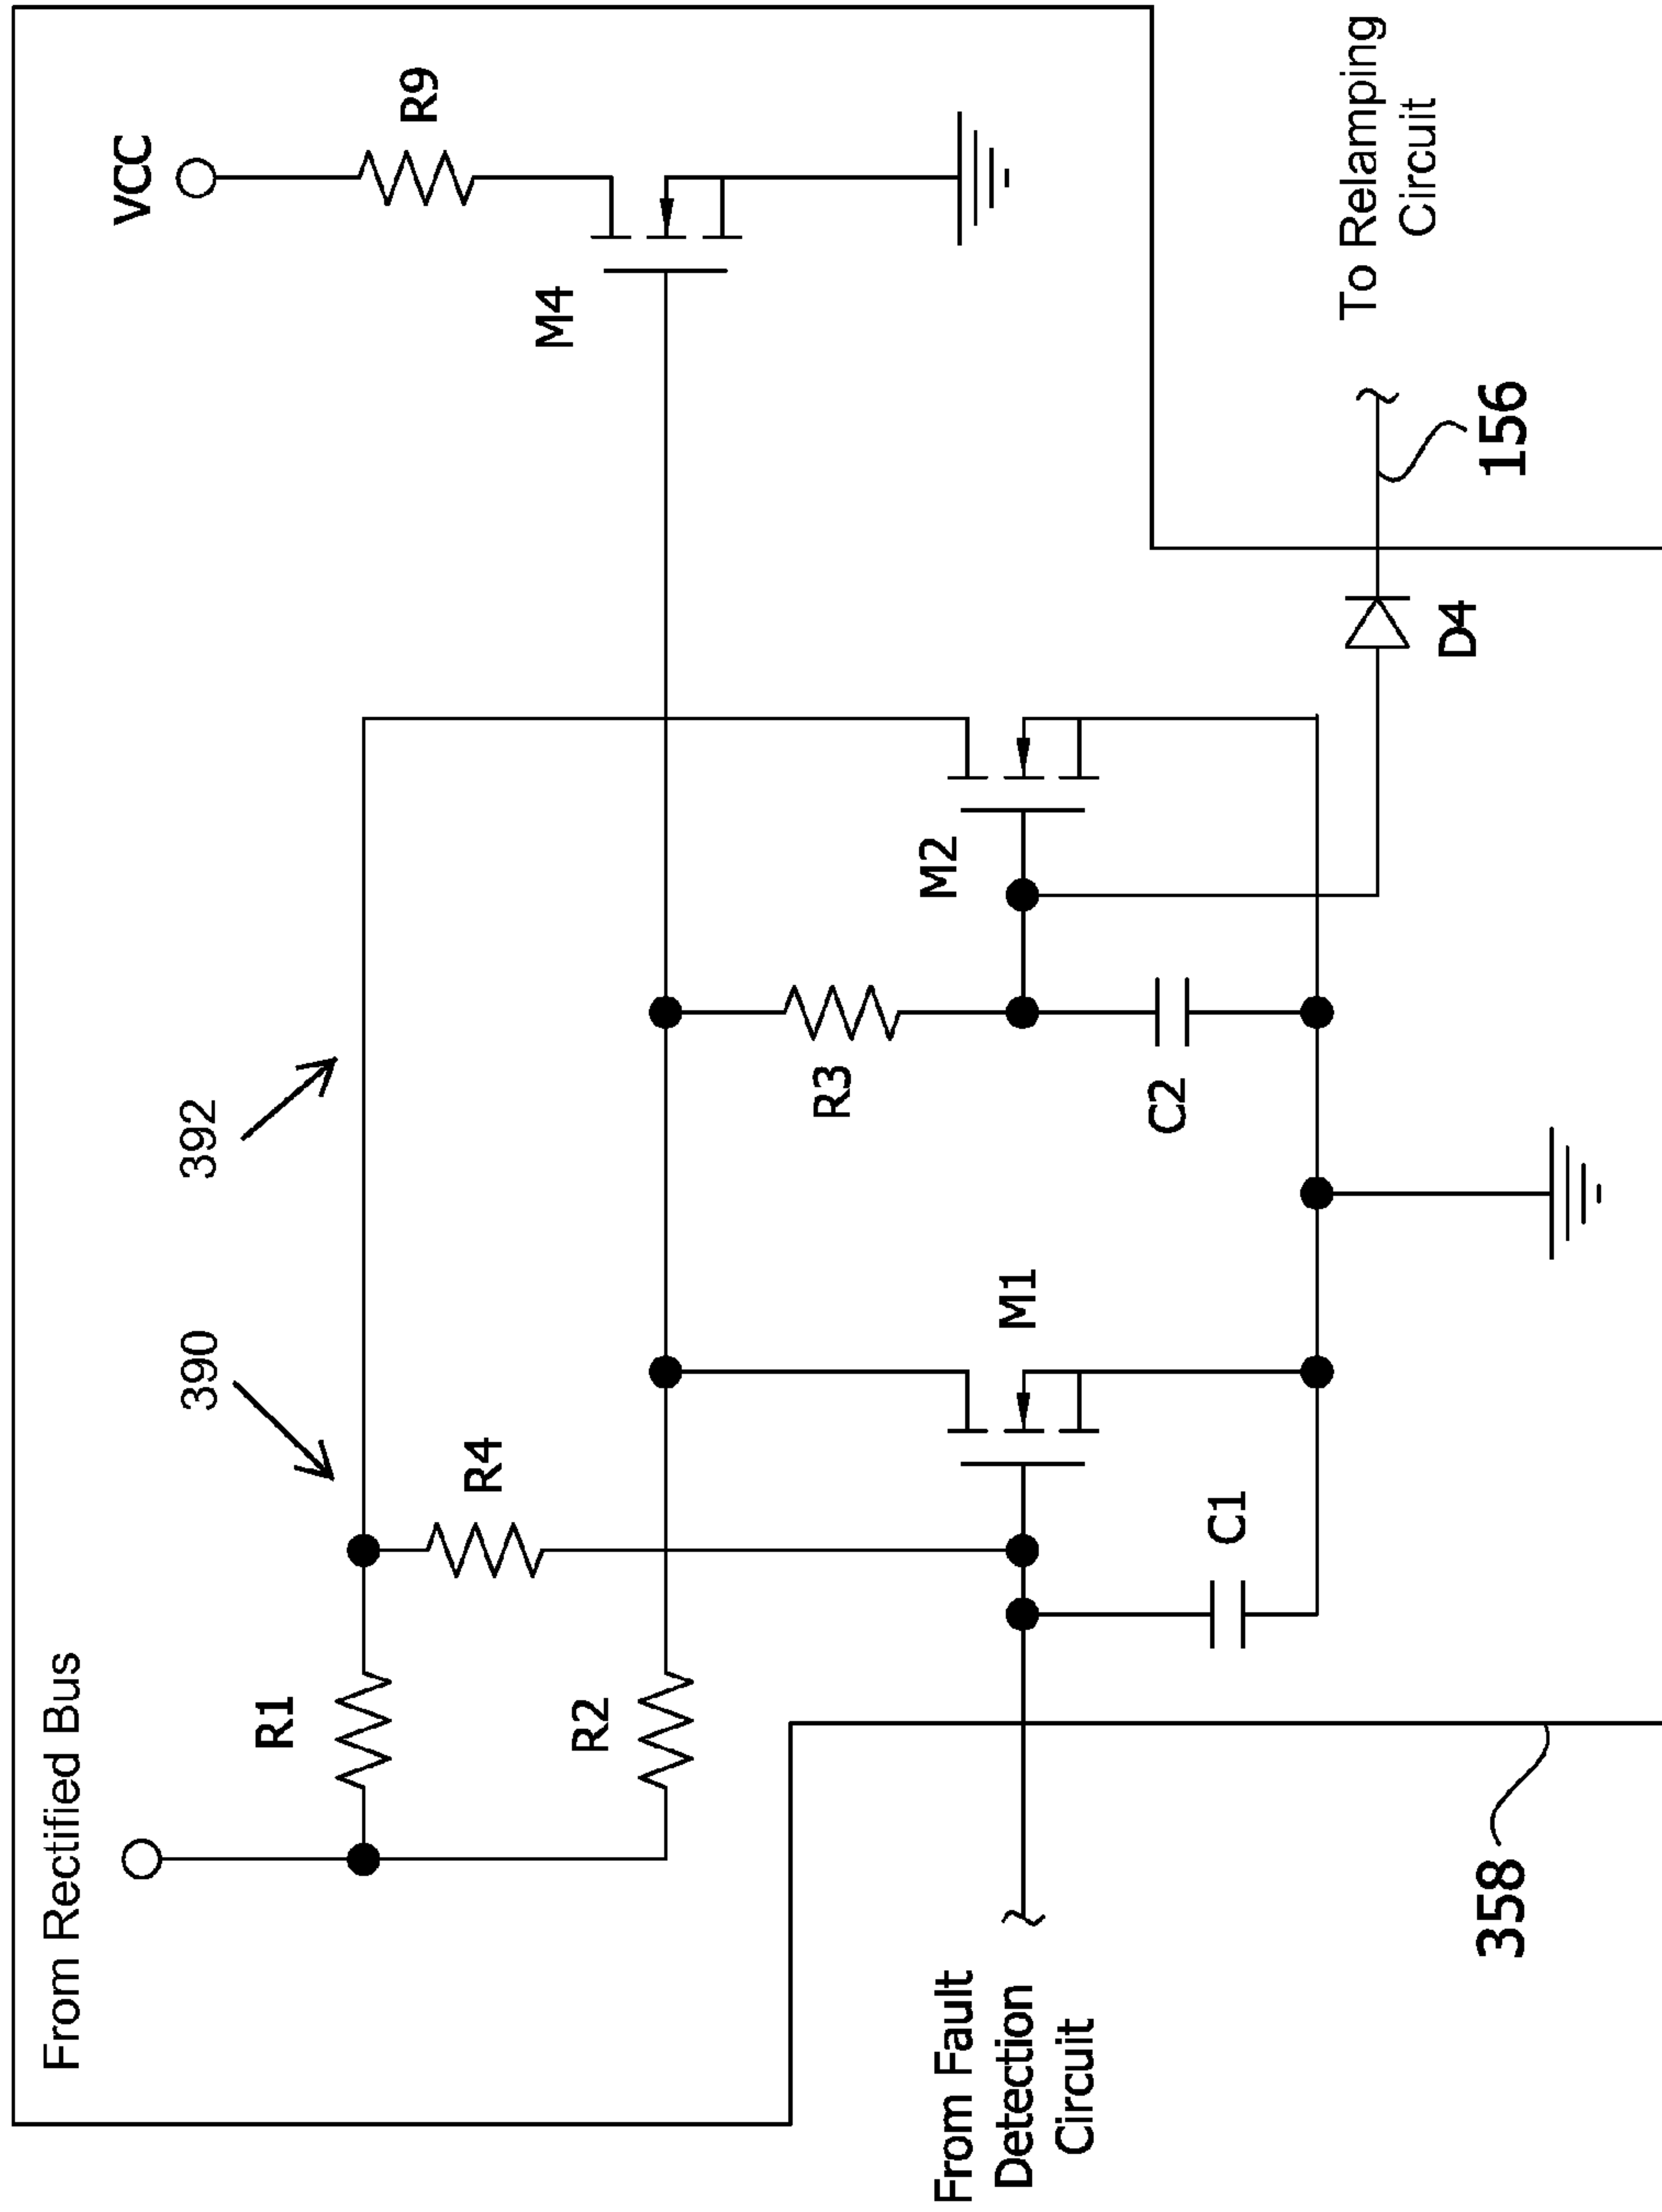 From Rectified Bus
390
392
VCC
R1
R4
R9
R2
M4
R3
M2
M1
C2
C1
From Fault
Detection
Circuit
D4
To Relamping
Circuit
156
358